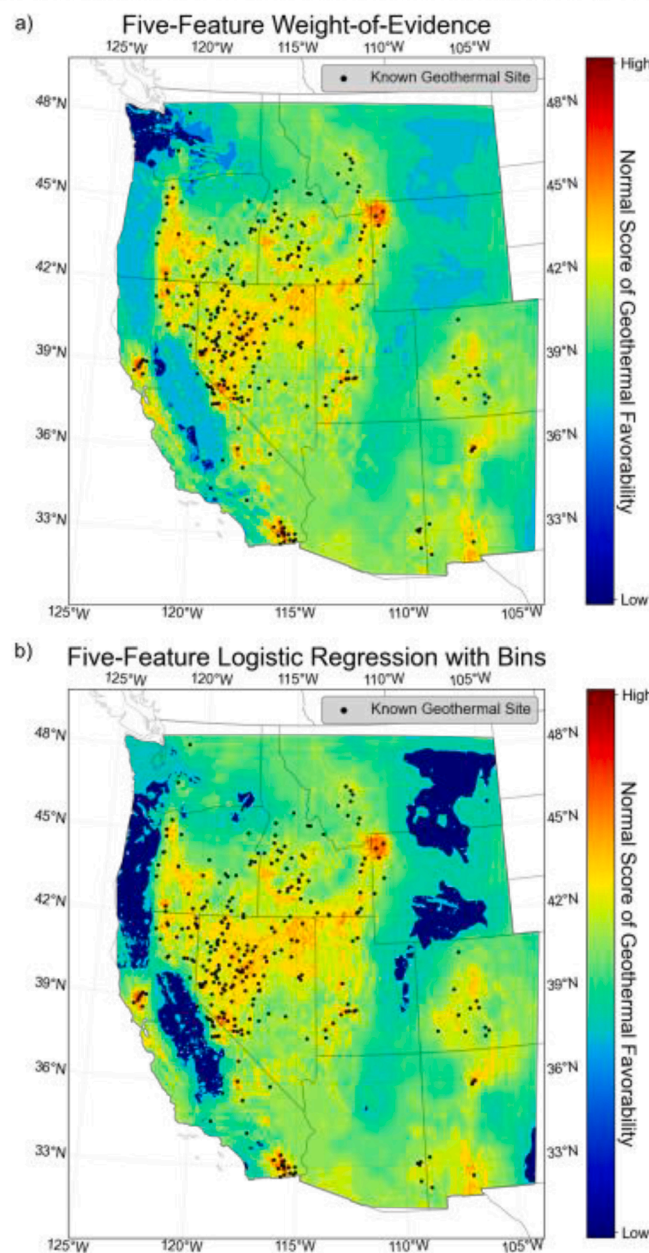 a)
Five-Feature Weight-of-Evidence
125°W 120°W 115°W 110°W 105°W
Known Geothermal Site
High
48°N 48°N
45°N 45°N
42°N 42°N
39°N 39°N
36°N 36°N
33°N 33°N
Normal Score of Geothermal Favorability
Low
125°W 120°W 115°W 110°W 105°W
b)
Five-Feature Logistic Regression with Bins
125°W 120°W 115°W 110°W 105°W
Known Geothermal Site
High
48°N 48°N
45°N 45°N
42°N 42°N
39°N 39°N
36°N 36°N
33°N 33°N
Normal Score of Geothermal Favorability
Low
125°W 120°W 115°W 110°W 105°W